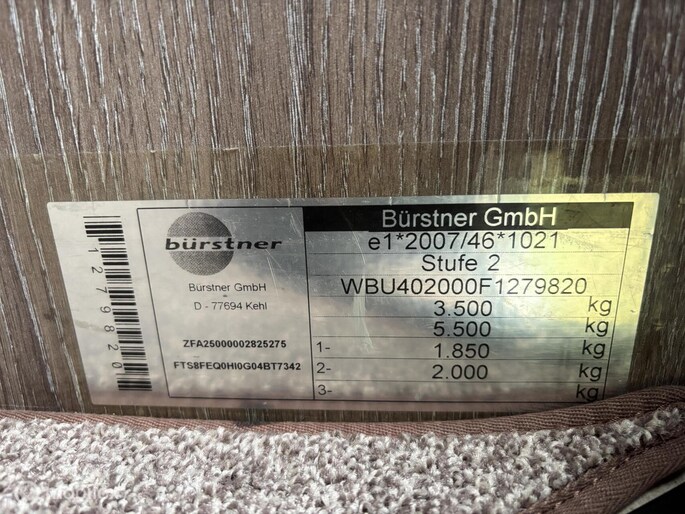 1279820
bürstner
Bürstner GmbH
D - 77694 Kehl
ZFA25000002825275
FTS8FEQ0HI0G04BT7342
Bürstner GmbH
e1*2007/46*1021
Stufe 2
WBU402000F1279820
3.500 kg
5.500 kg
1- 1.850 kg
2- 2.000 kg
3- kg